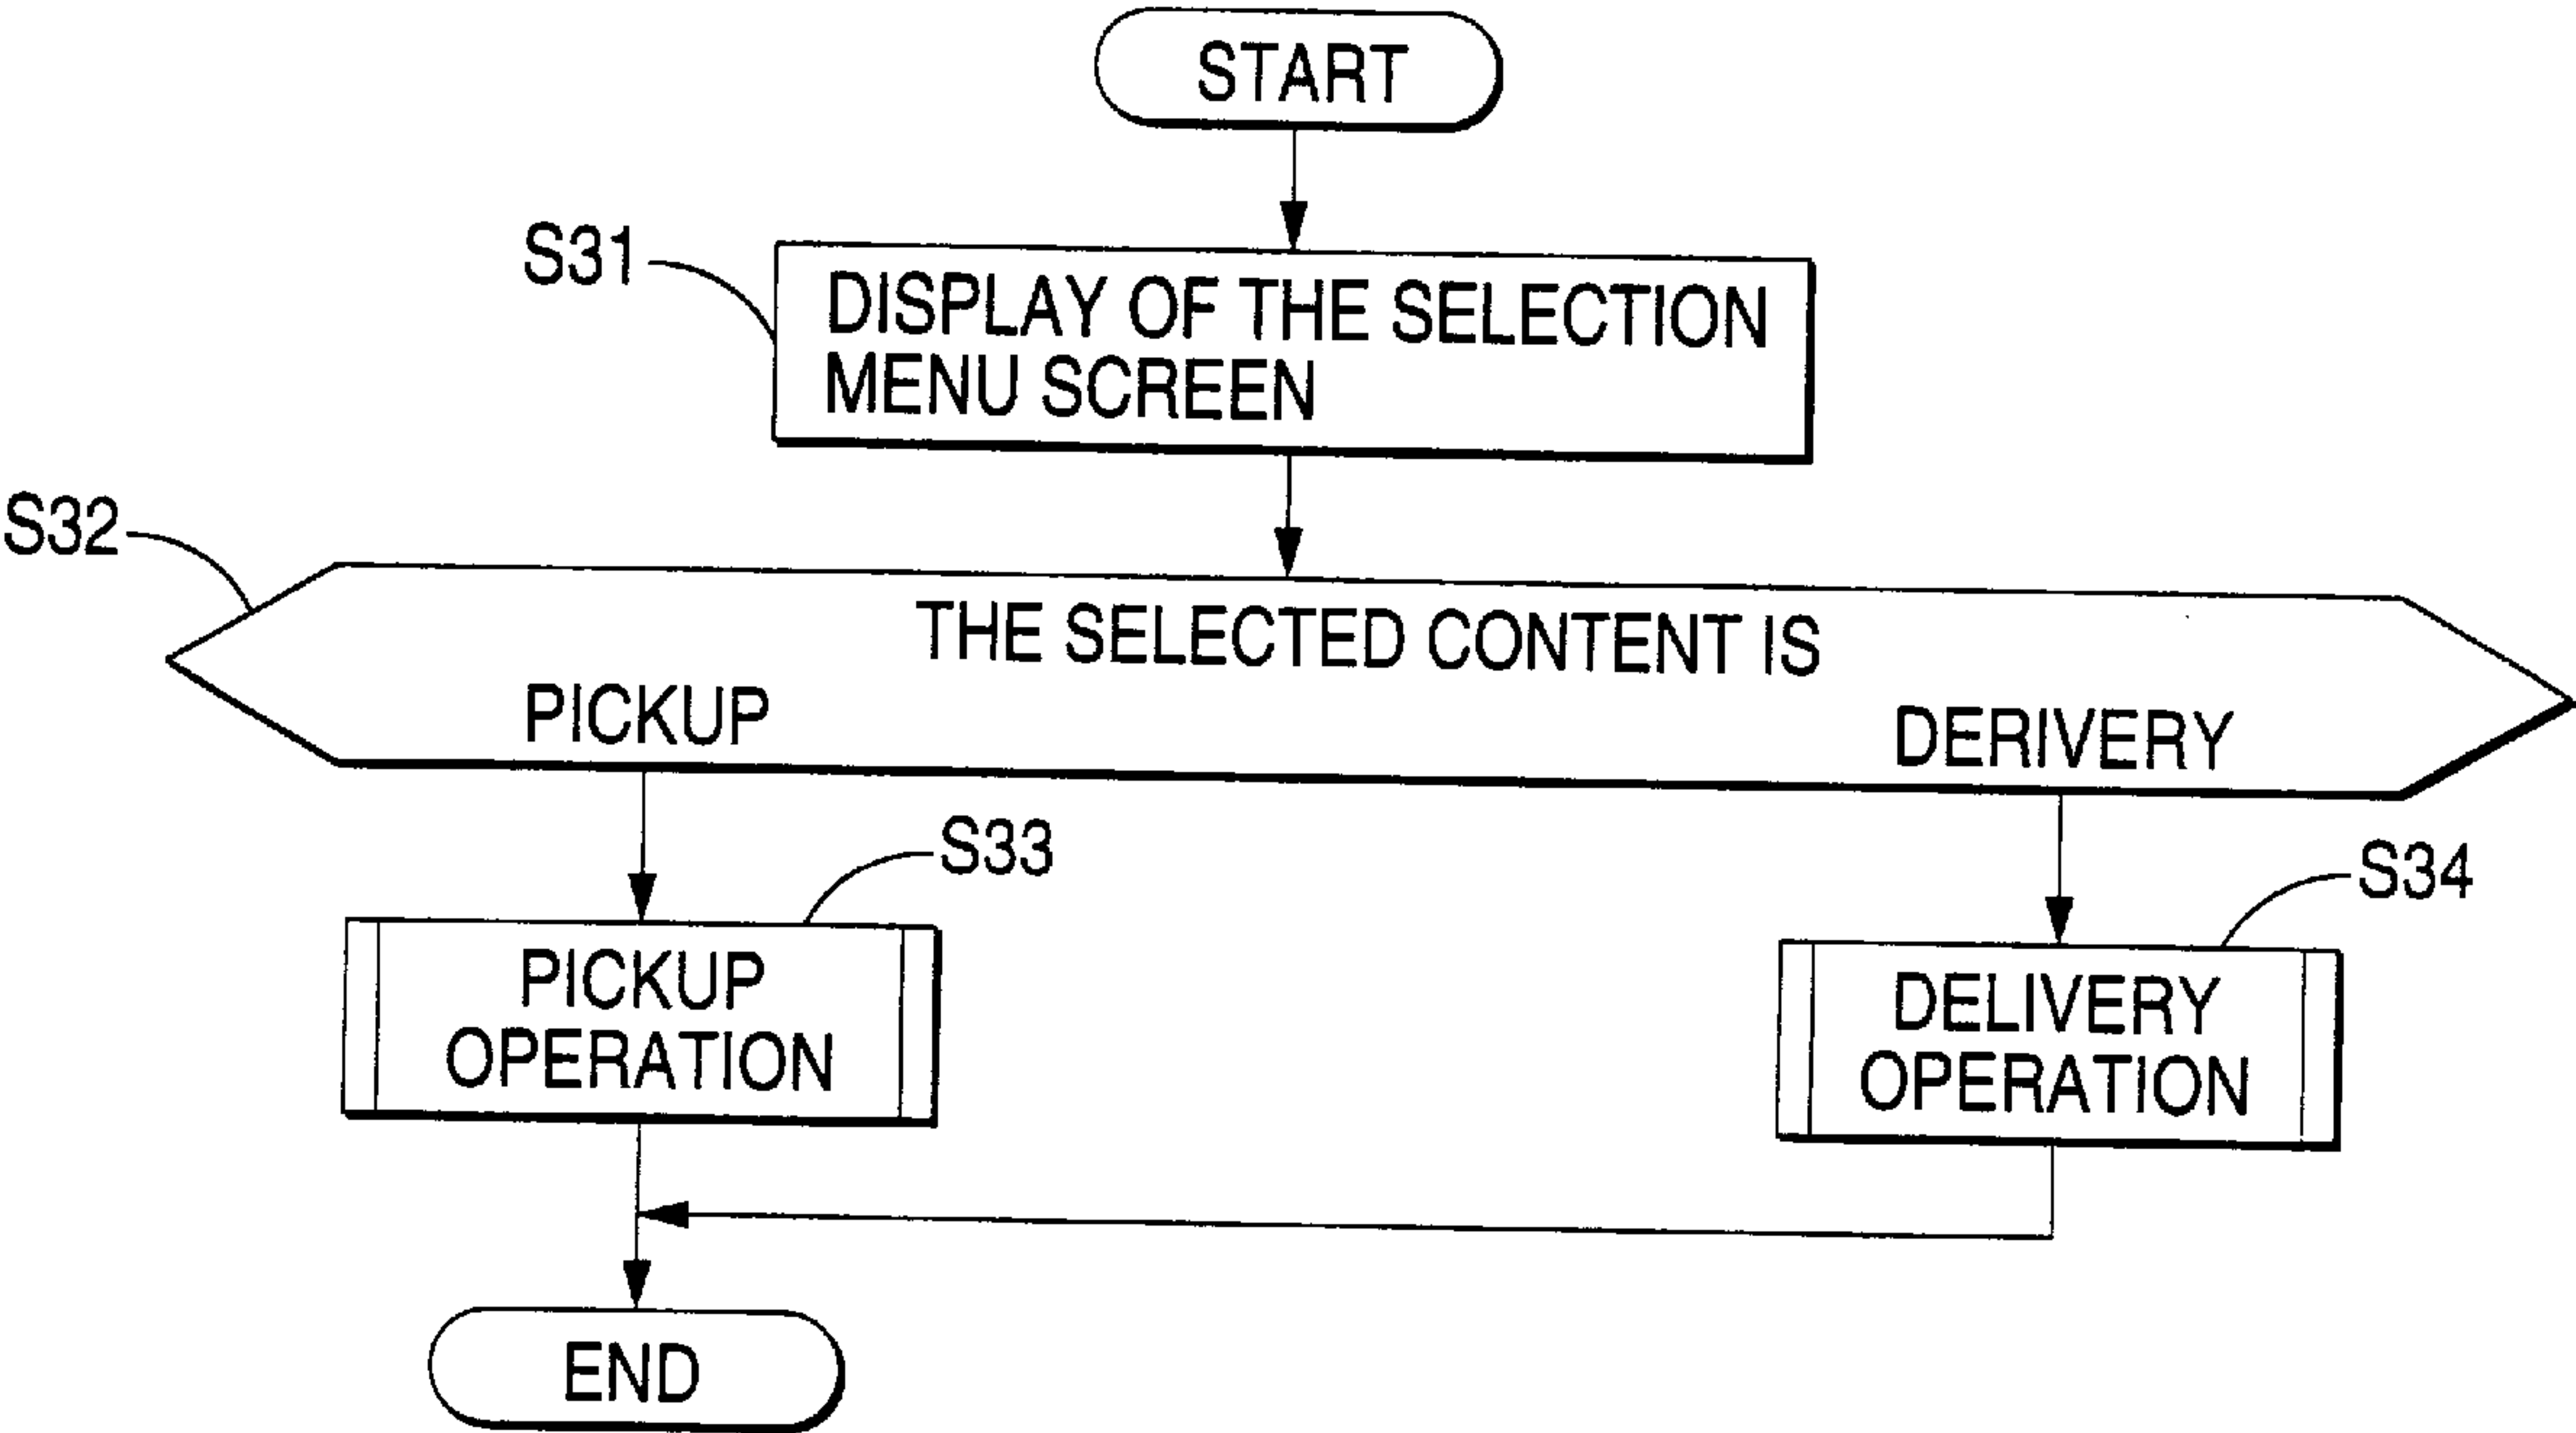 START
S31
DISPLAY OF THE SELECTION
MENU SCREEN
S32
THE SELECTED CONTENT IS
PICKUP
DERIVERY
S33
S34
PICKUP
OPERATION
DELIVERY
OPERATION
END